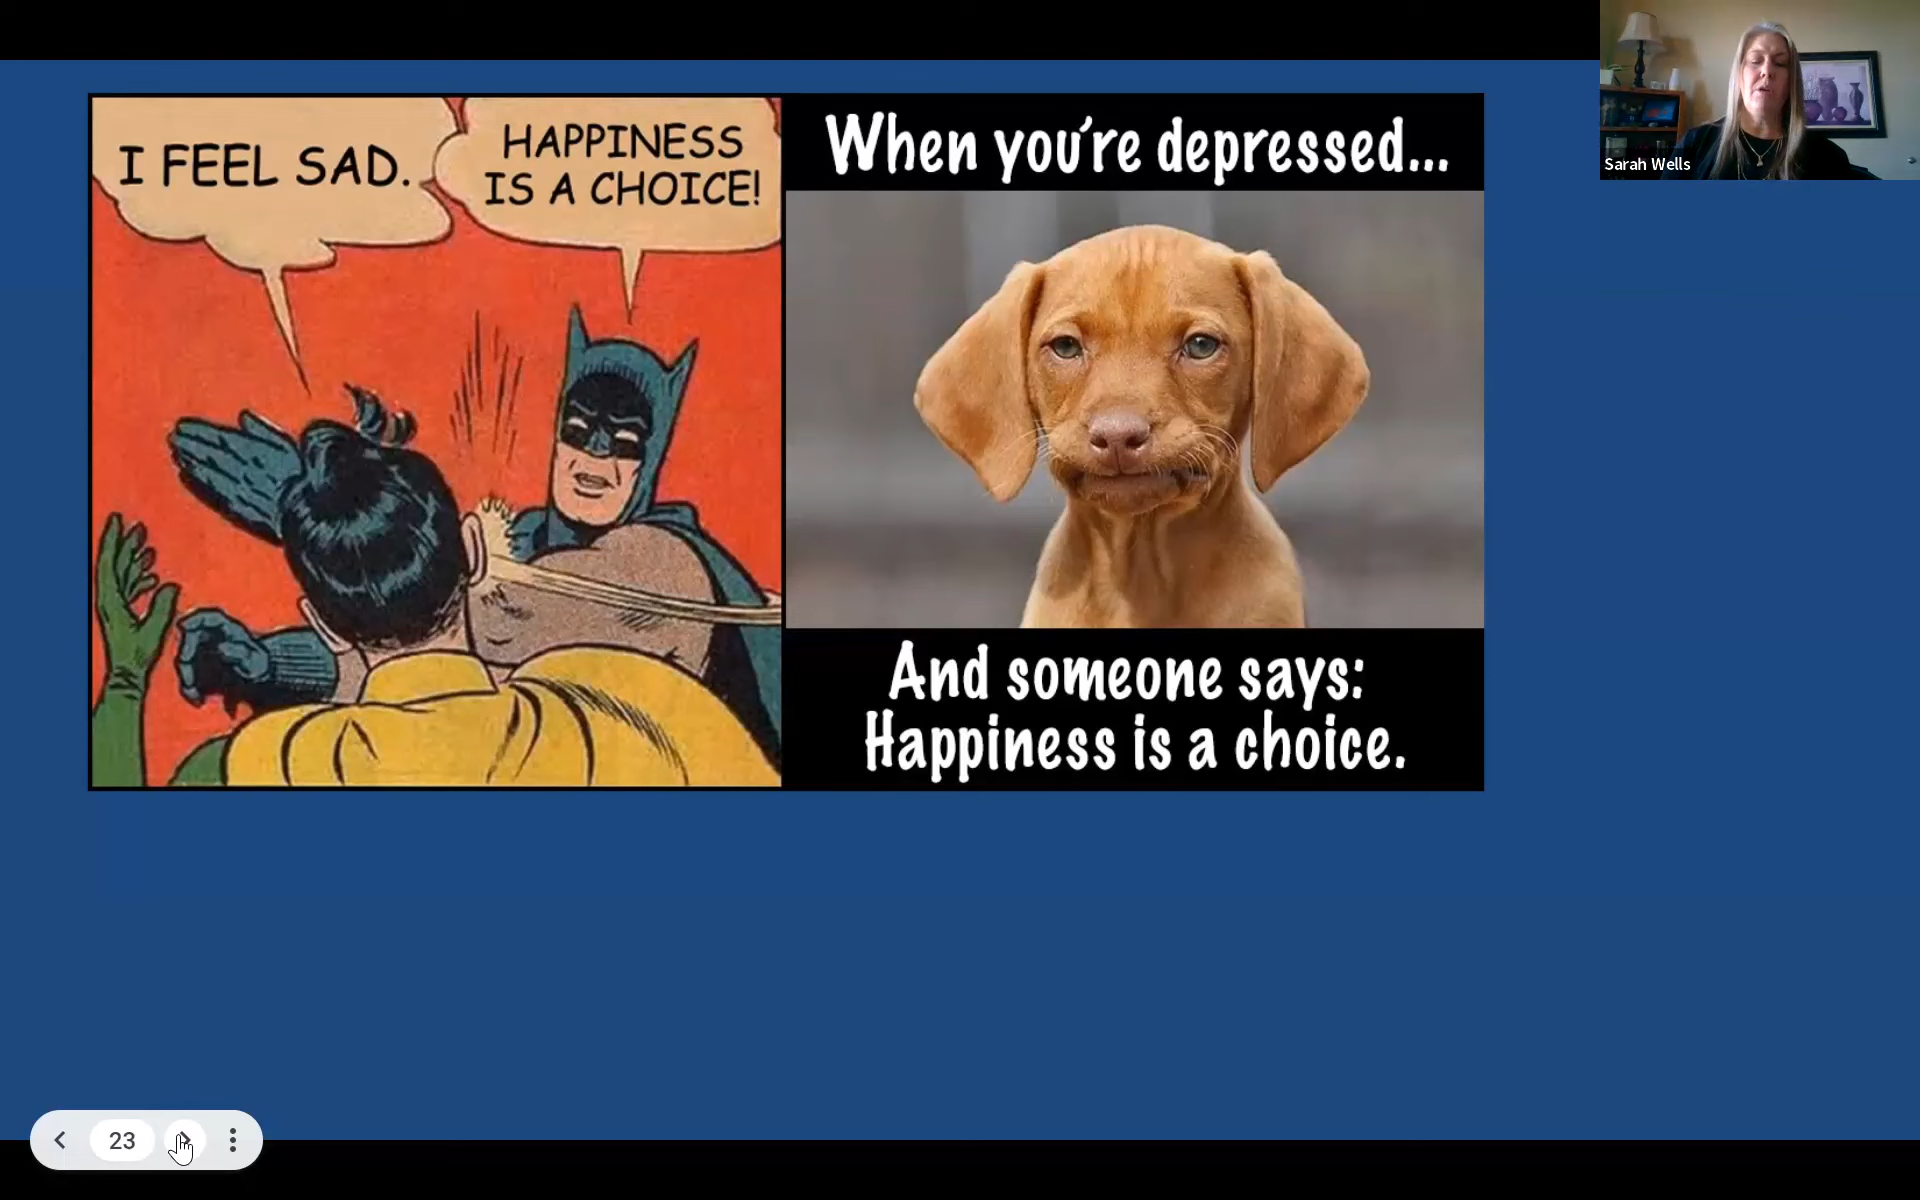 I FEEL SAD.
HAPPINESS
IS A CHOICE!
When you're depressed...
And someone says:
Happiness is a choice.
Sarah Wells
23